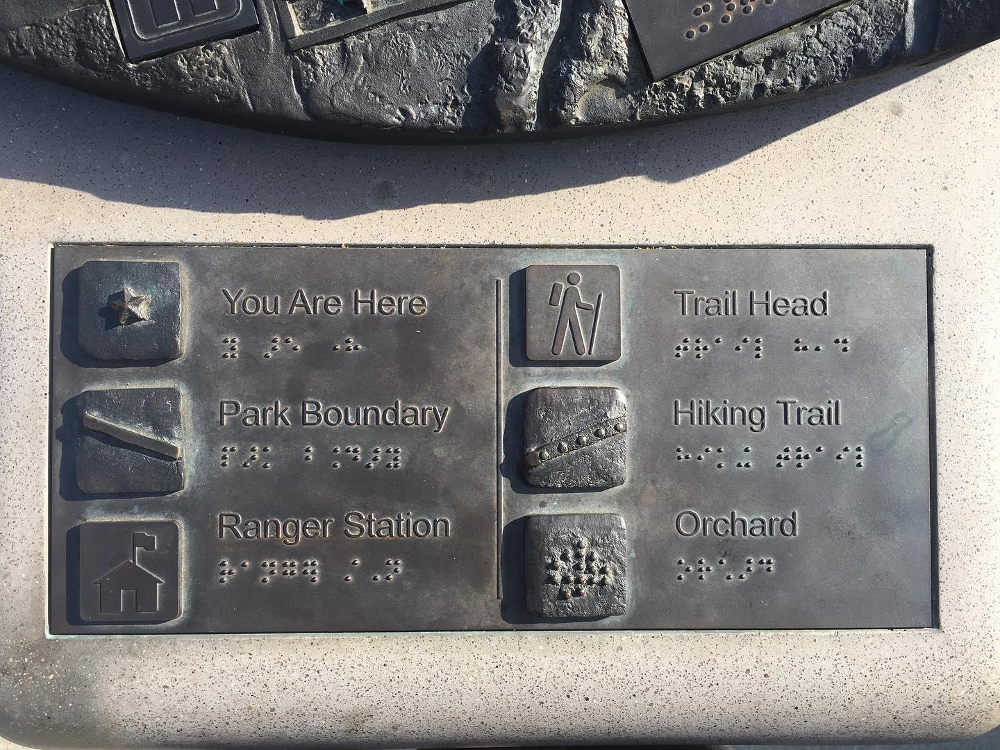 You Are Here
Park Boundary
Ranger Station
Trail Head
Hiking Trail
Orchard